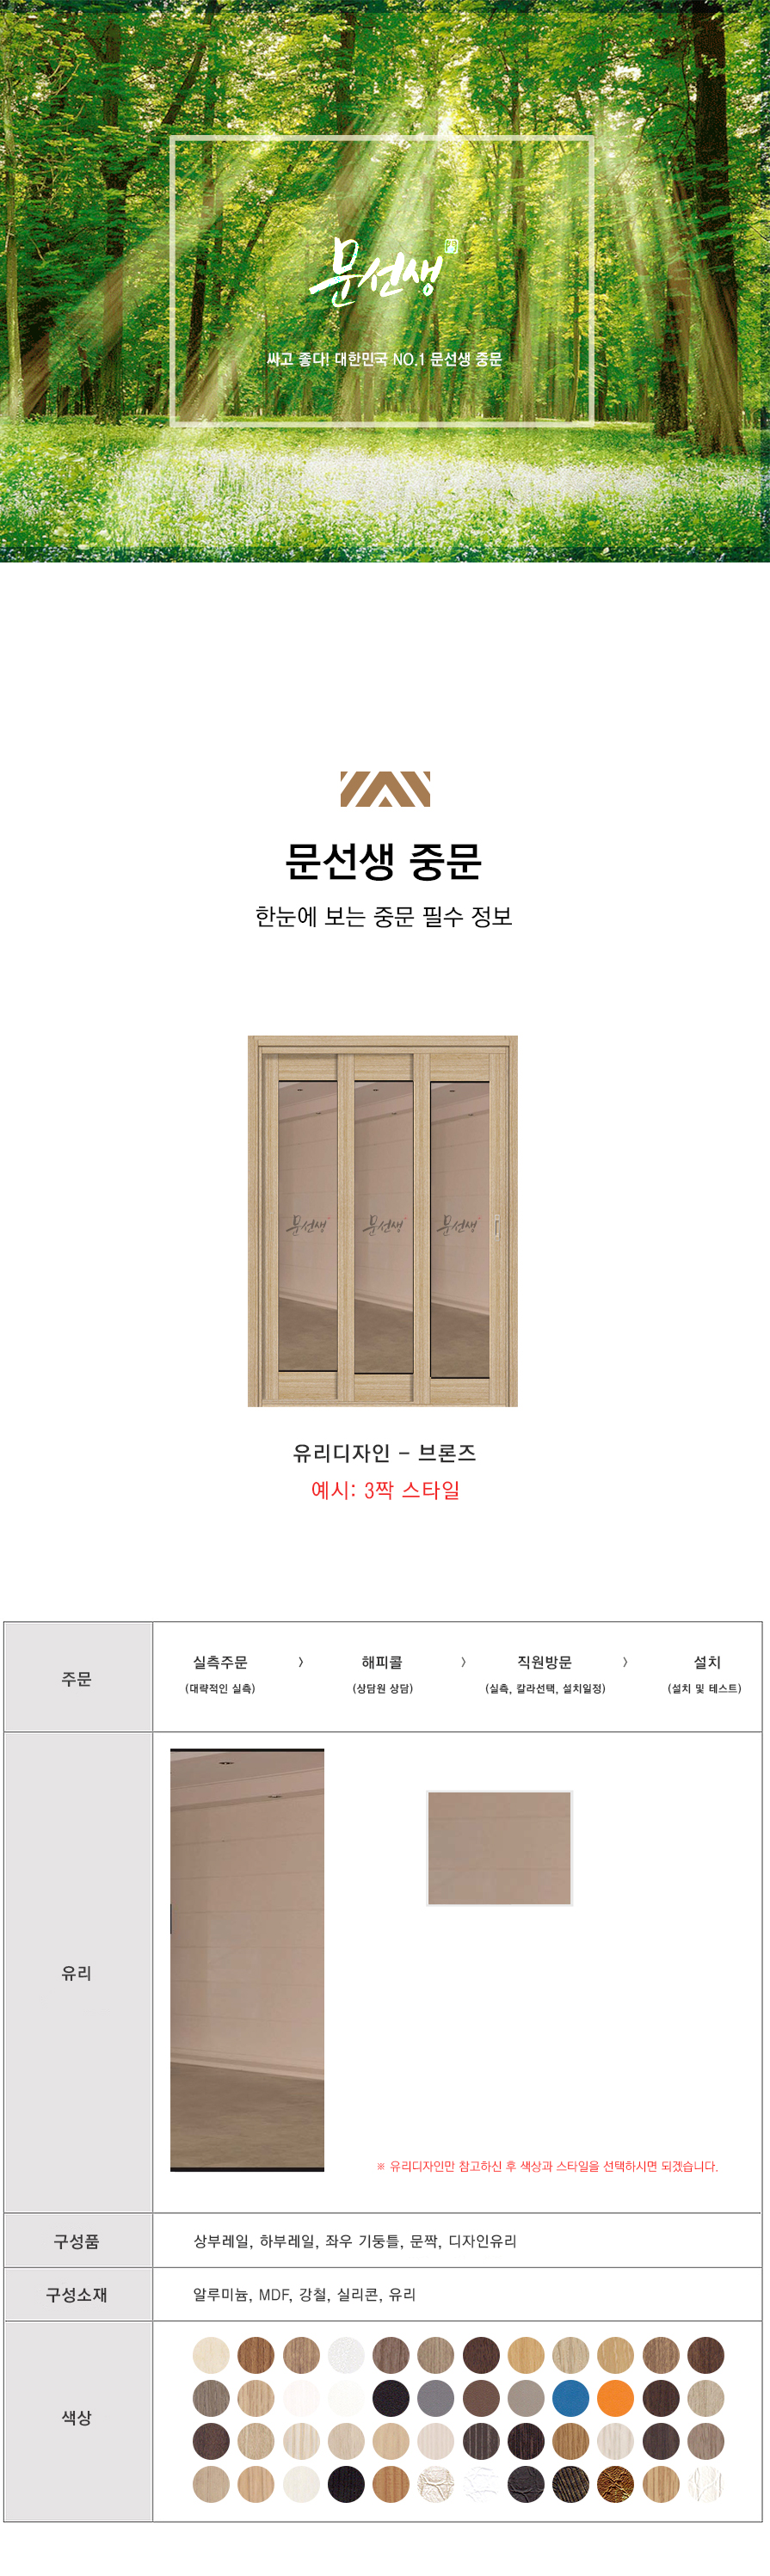 문선생
싸고 좋다! 대한민국 NO.1 문선생 중문
문선생 중문
한눈에 보는 중문 필수 정보
문선생 문선생 문선생
유리디자인 - 브론즈
예시: 3짝 스타일
주문
실측주문 〉 해피콜 〉 직원방문 〉 설치
(대략적인 실측) (상담원 상담) (실측, 칼라선택, 설치일정) (설치 및 테스트)
유리
※ 유리디자인만 참고하신 후 색상과 스타일을 선택하시면 되겠습니다.
구성품
상부레일, 하부레일, 좌우 기둥틀, 문짝, 디자인유리
구성소재
알루미늄, MDF, 강철, 실리콘, 유리
색상